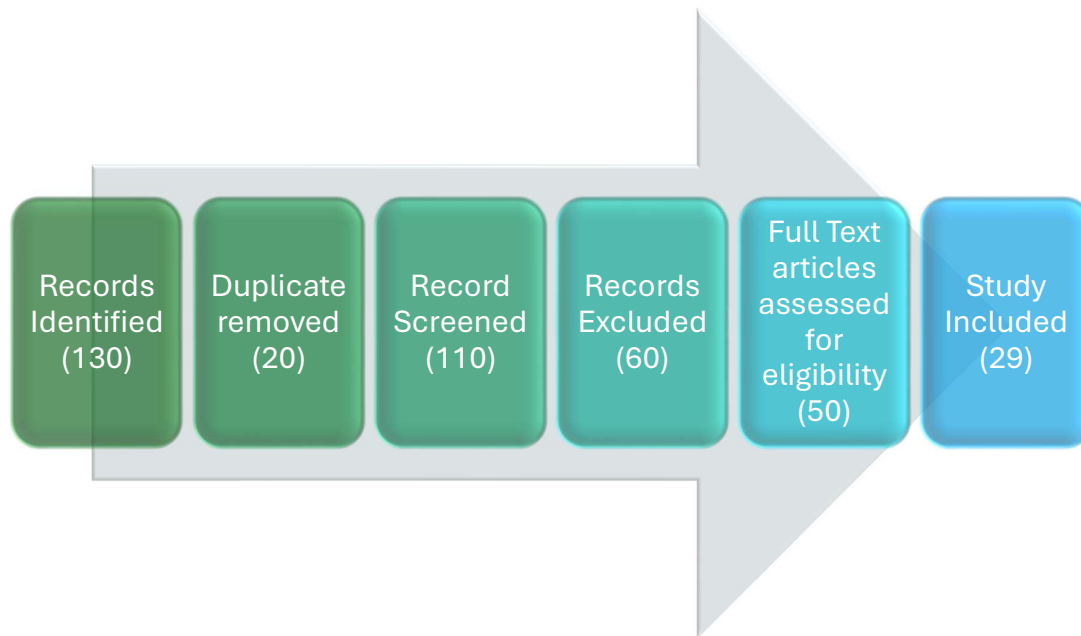 Records
Identified
(130)
Duplicate
removed
(20)
Record
Screened
(110)
Records
Excluded
(60)
Full Text
articles
assessed
for
eligibility
(50)
Study
Included
(29)